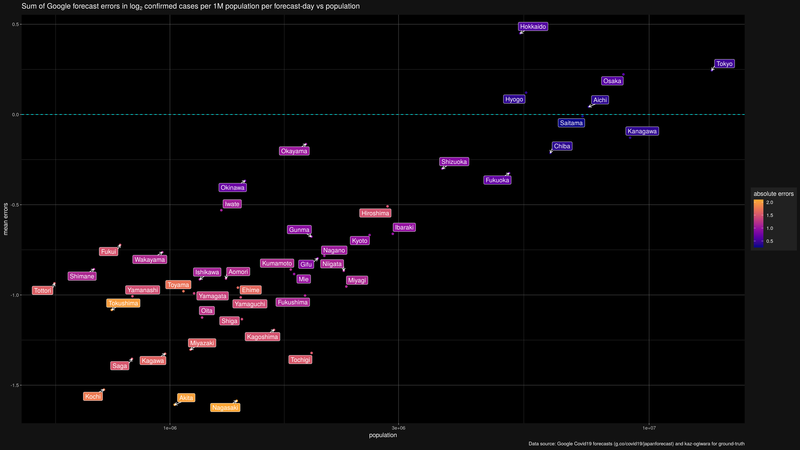 Sum of Google forecast errors in log₂ confirmed cases per 1M population per forecast-day vs population
0.5
Hokkaido
Tokyo
Osaka
Hyogo
Aichi
0.0
Saitama
Kanagawa
Chiba
Okayama
Shizuoka
Fukuoka
Okinawa
absolute errors
2.0
1.5
1.0
0.5
mean errors
-0.5
Iwate
Hiroshima
Gunma
Ibaraki
Kyoto
Fukui
Nagano
Wakayama
Kumamoto
Gifu
Niigata
Shimane
Ishikawa
Aomori
Mie
Miyagi
Toyama
Tottori
Yamanashi
Ehime
-1.0
Yamagata
Tokushima
Yamaguchi
Fukushima
Oita
Shiga
Kagoshima
Miyazaki
Saga
Kagawa
Tochigi
-1.5
Kochi
Akita
Nagasaki
1e+06
3e+06
1e+07
population
Data source: Google Covid19 forecasts (g.co/covid19/japanforecast) and kaz-ogiwara for ground-truth